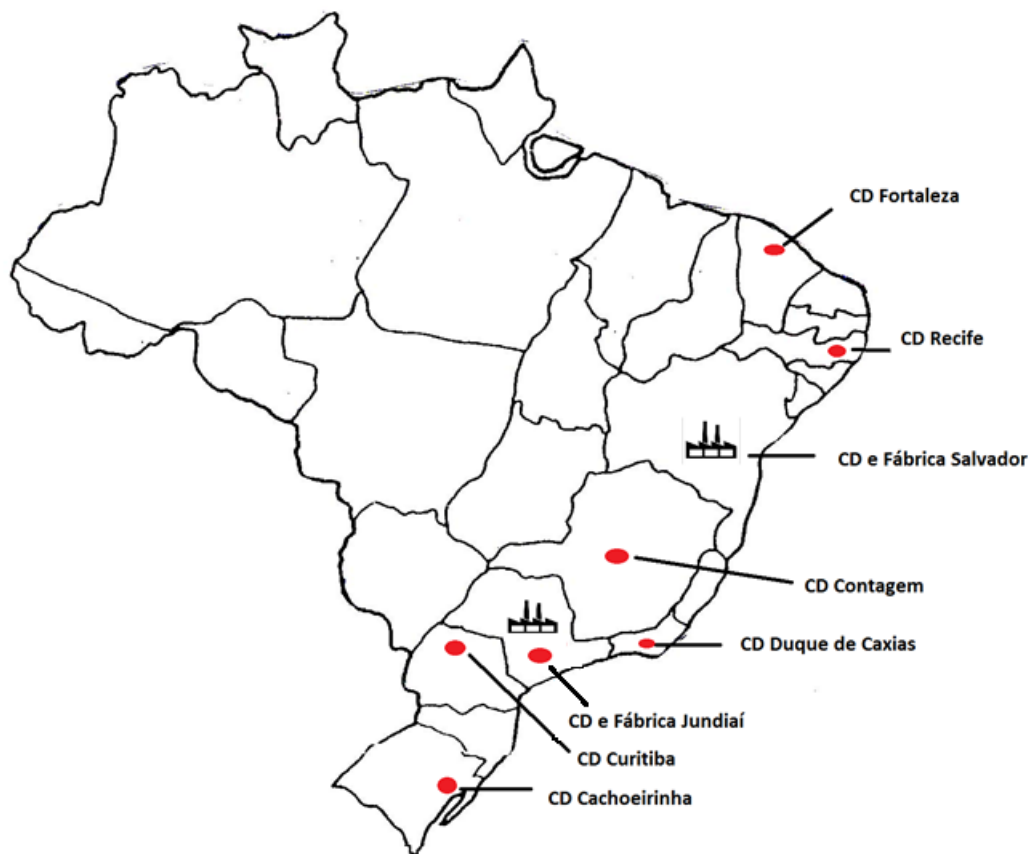 CD Fortaleza
CD Recife
CD e Fábrica Salvador
CD Contagem
CD Duque de Caxias
CD e Fábrica Jundiaí
CD Curitiba
CD Cachoeirinha